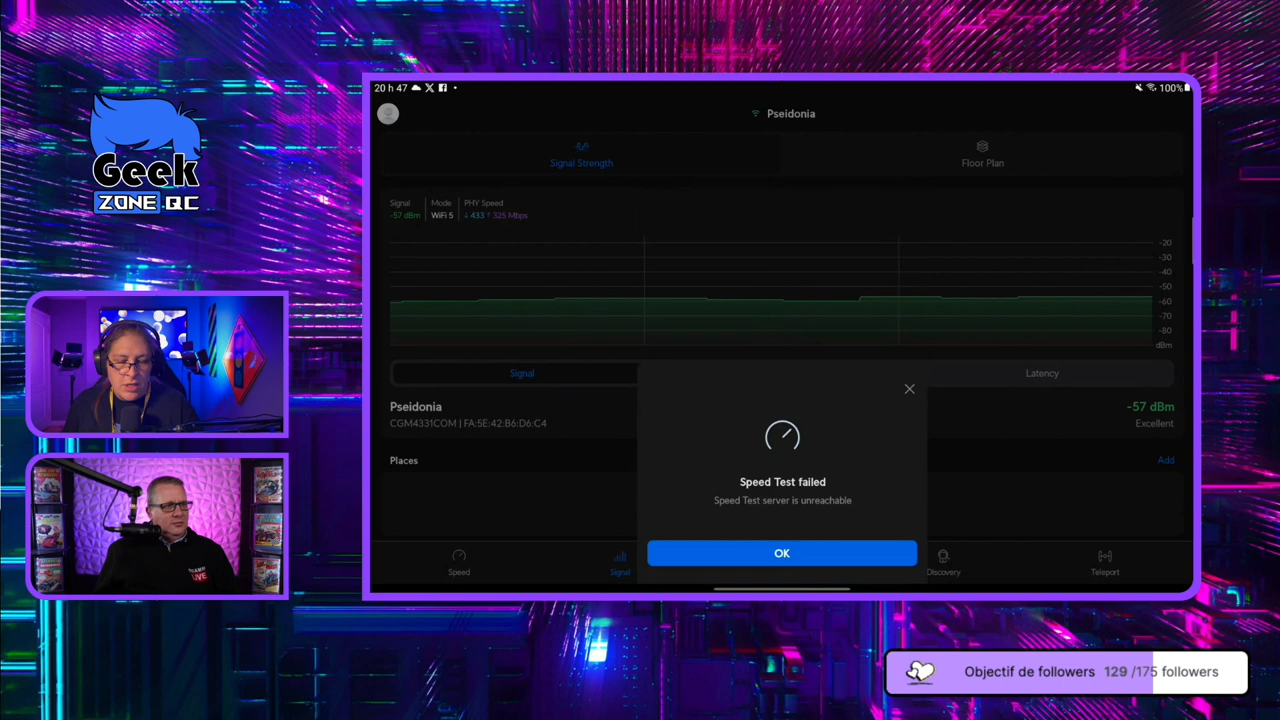 Geek
ZONE QC
20 h 47
100%
Pseidonia
Signal Strength
Floor Plan
Signal
Mode
PHY Speed
-57 dBm
WiFi 5
↓ 433 ↑ 325 Mbps
-20
-30
-40
-50
-60
-70
-80
dBm
Signal
Latency
Pseidonia
-57 dBm
CGM4331COM | FA:5E:42:B6:D6:C4
Excellent
Places
Add
Speed Test failed
Speed Test server is unreachable
OK
Speed
Signal
Discovery
Teleport
LIVE
Objectif de followers 129 /175 followers